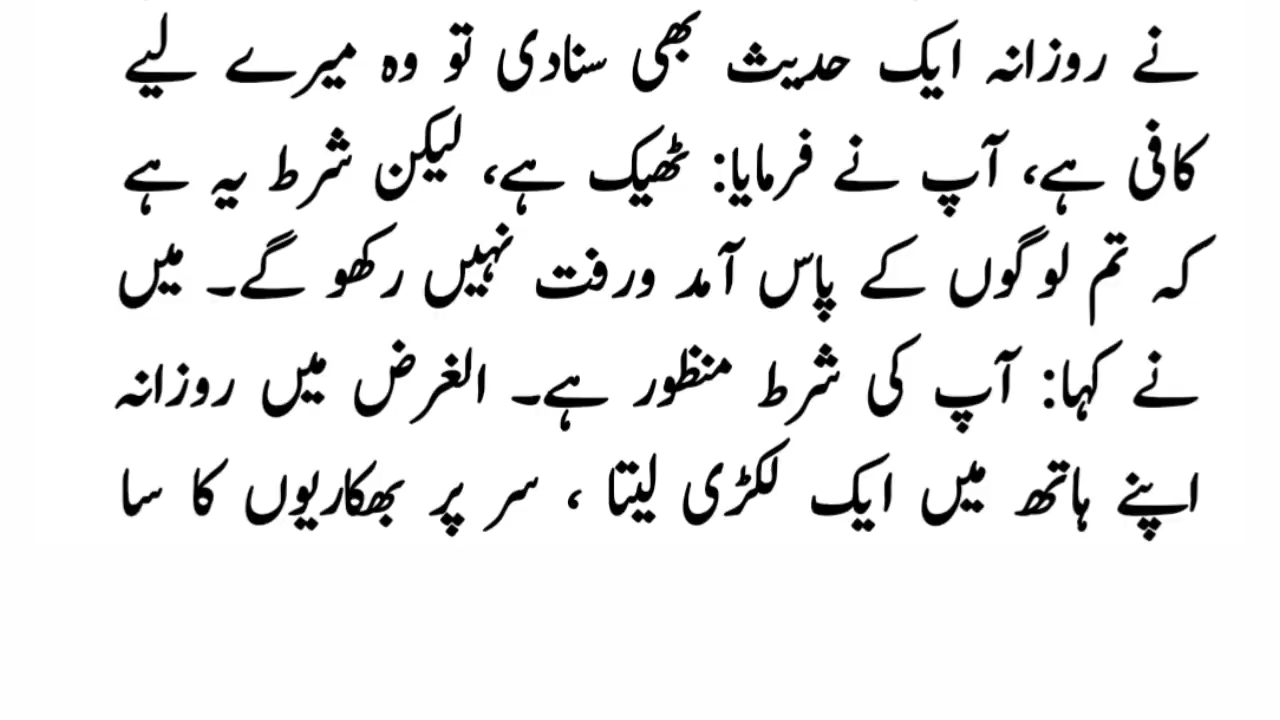 نے روزانہ ایک حدیث بھی سنادی تو وہ میرے لیے
کافی ہے، آپ نے فرمایا: ٹھیک ہے، لیکن شرط یہ ہے
کہ تم لوگوں کے پاس آمد ورفت نہیں رکھو گے۔ میں
نے کہا: آپ کی شرط منظور ہے۔ الغرض میں روزانہ
اپنے ہاتھ میں ایک لکڑی لیتا ، سر پر بھکاریوں کا سا